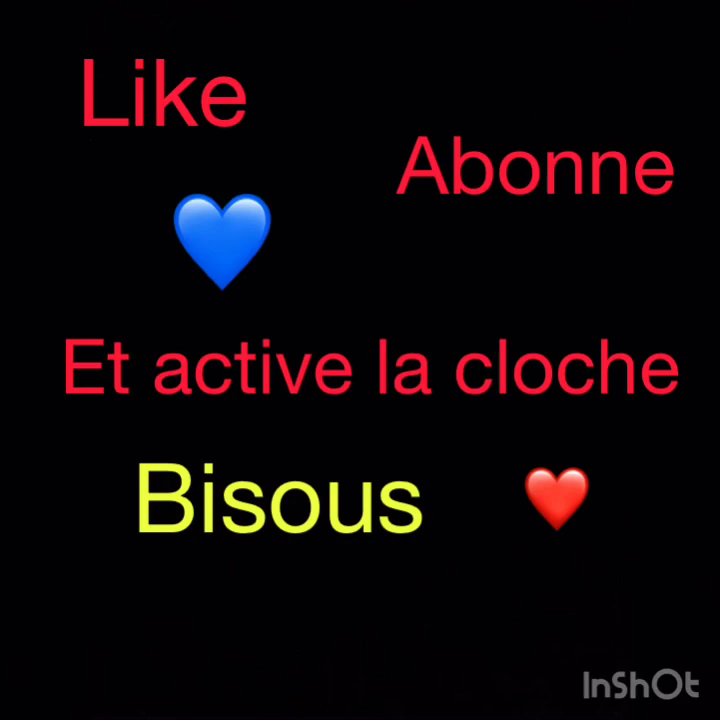 Like
Abonne
💙
Et active la cloche
Bisous ❤️
InShOt